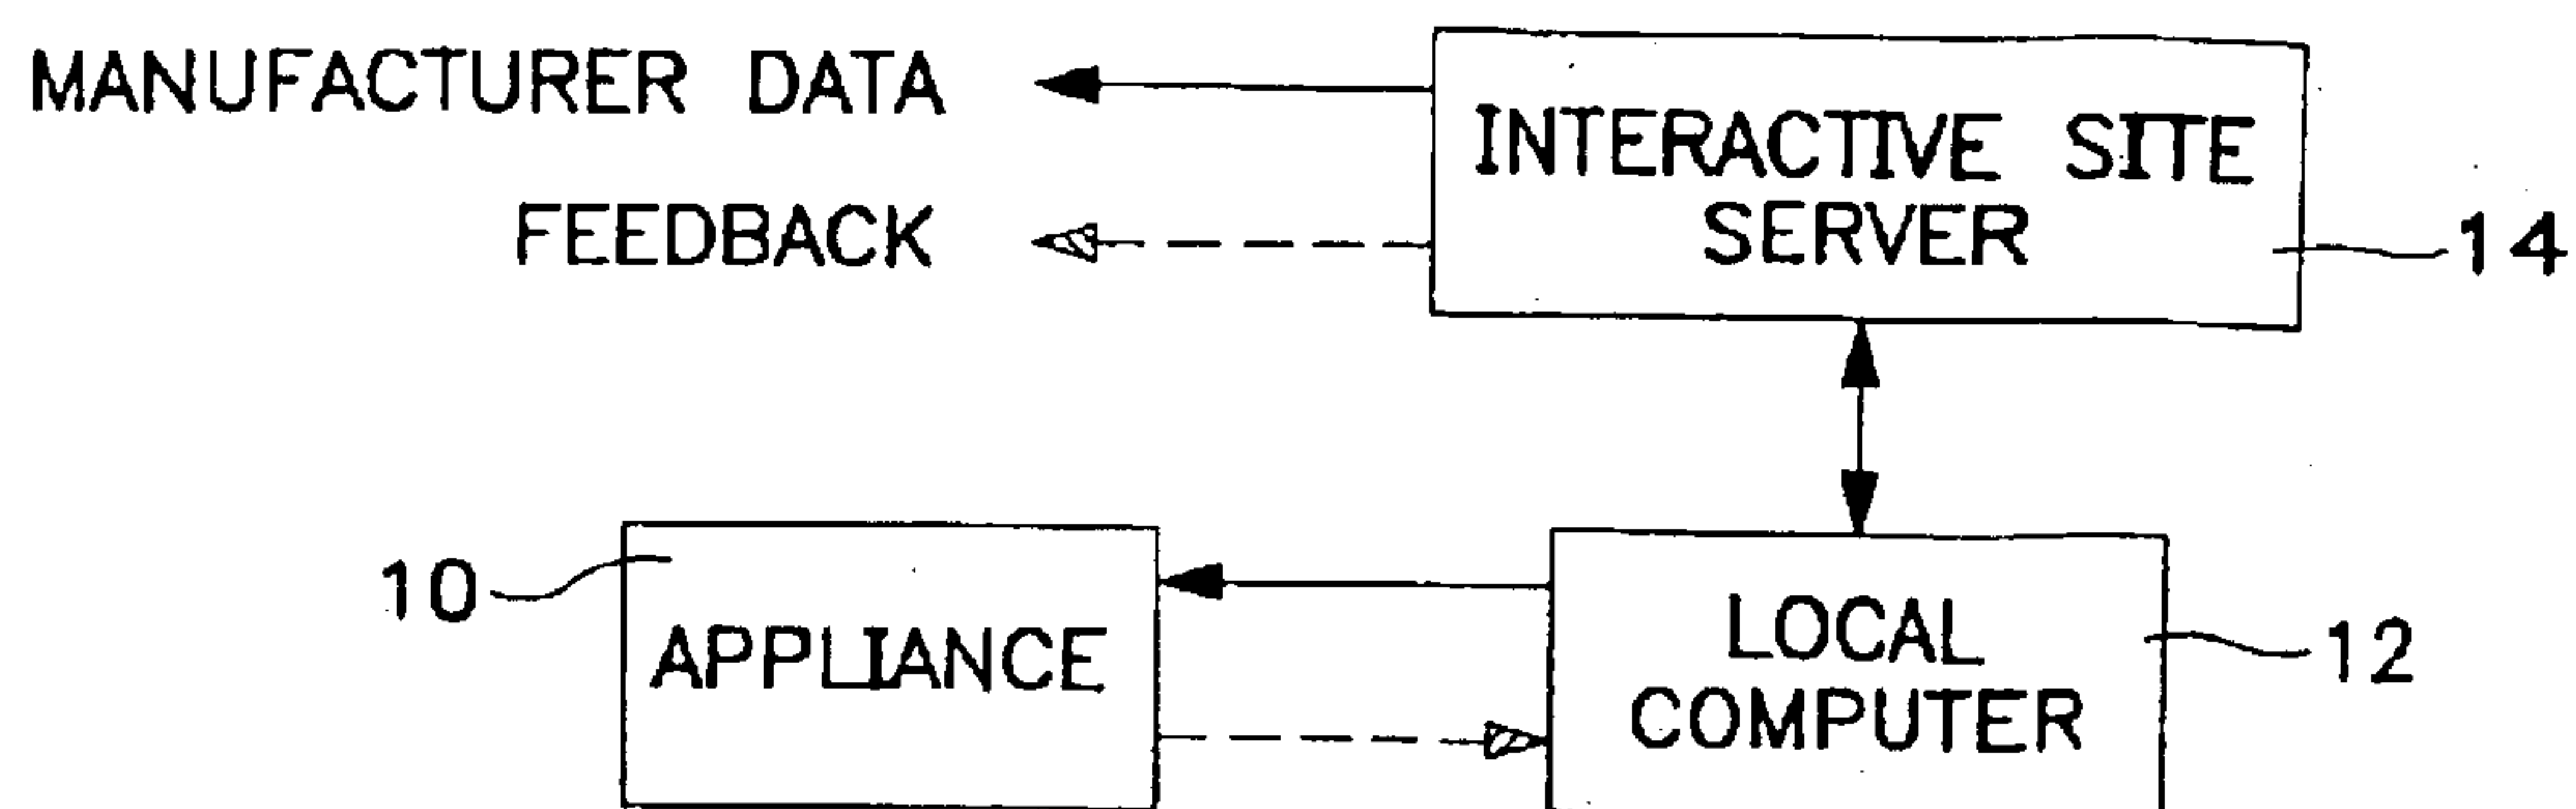 MANUFACTURER DATA
INTERACTIVE SITE
SERVER
FEEDBACK
14
10
APPLIANCE
LOCAL
COMPUTER
12